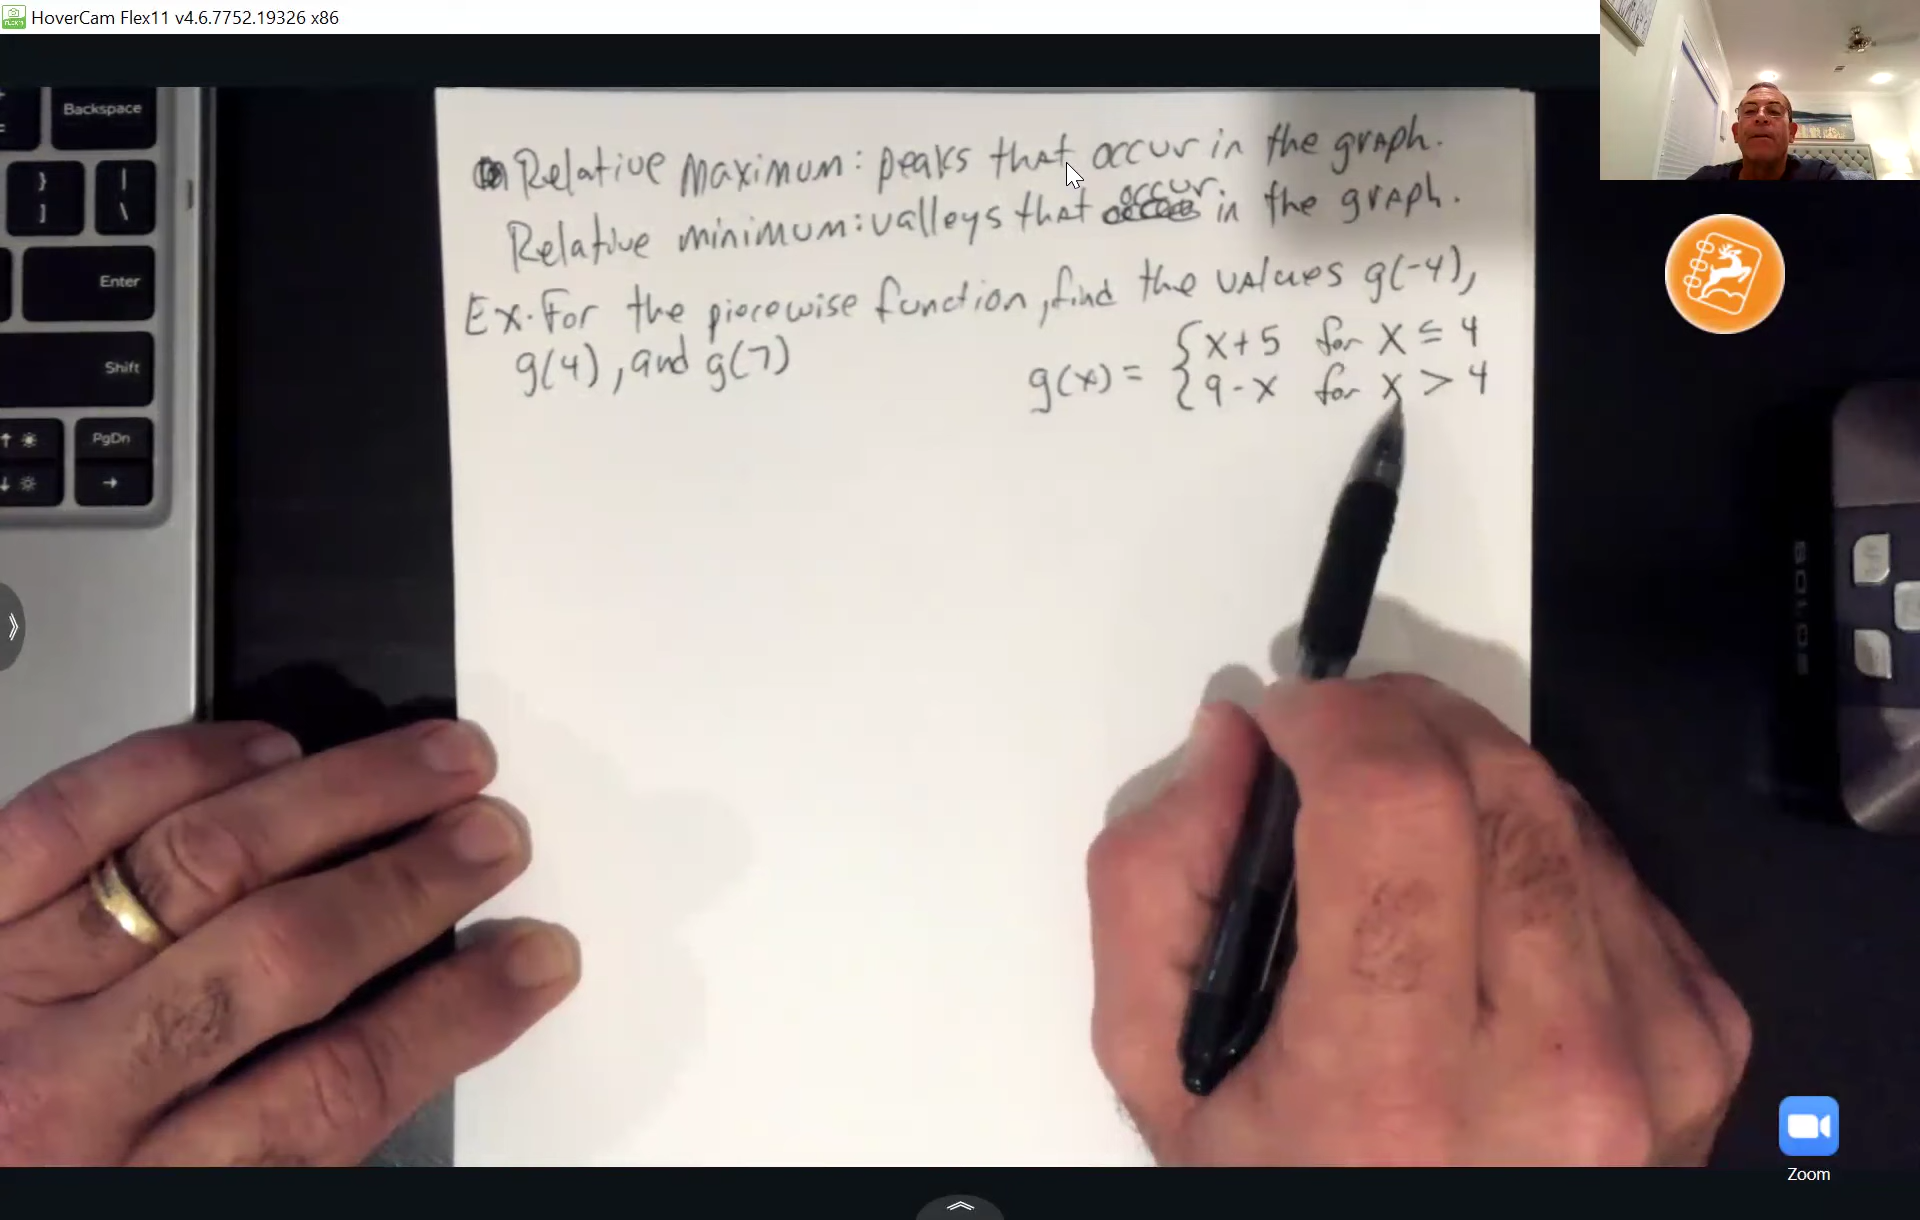 HoverCam Flex11 v4.6.7752.19326 x86
Backspace
}
]
|
\
Enter
Shift
PgDn
Relative Maximum: peaks that occur in the graph.
Relative minimum: valleys that occur in the graph.
Ex. For the piecewise function, find the values g(-4),
g(4), and g(7)
g(x) = { x+5 for x ≤ 4
{ 9-x for x > 4
SOLOS
Zoom